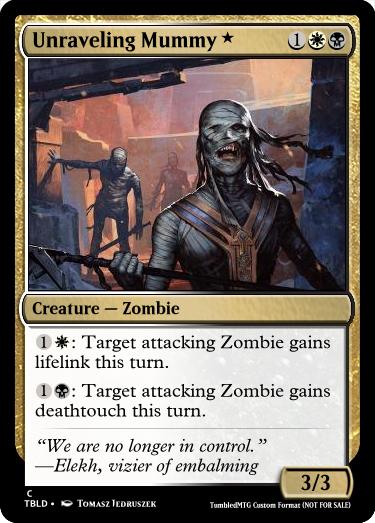 Unraveling Mummy ★ 1
1 : Target attacking Zombie gains
lifelink this turn.
1 : Target attacking Zombie gains
deathtouch this turn.
Creature — Zombie
“We are no longer in control.”
—Elekh, vizier of embalming
3/3
C
TBLD • Tomasz Jedruszek
TumbledMTG Custom Format (NOT FOR SALE)